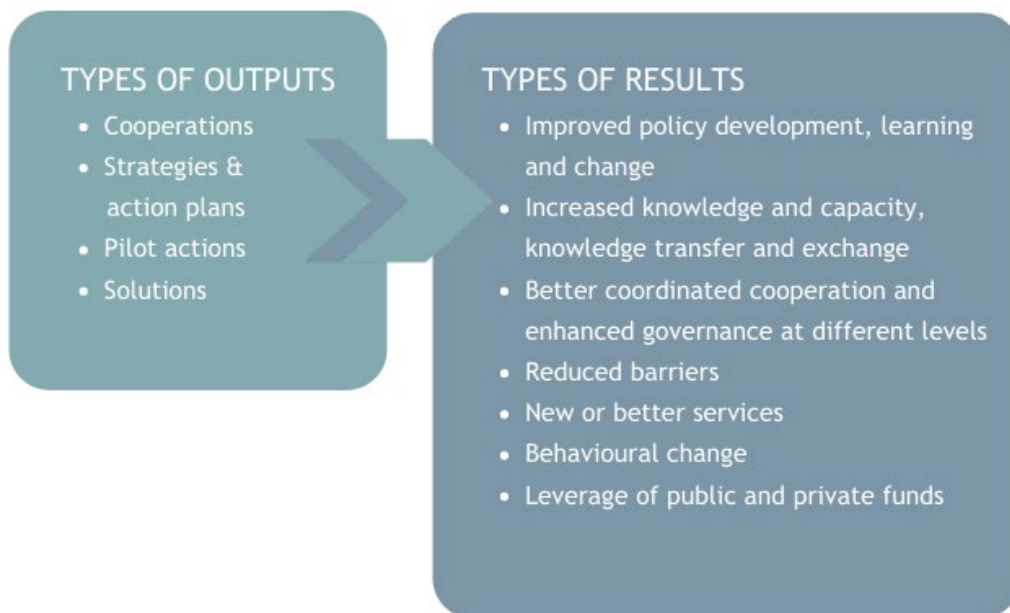 TYPES OF OUTPUTS
• Cooperations
• Strategies &
action plans
• Pilot actions
• Solutions
TYPES OF RESULTS
• Improved policy development, learning
and change
• Increased knowledge and capacity,
knowledge transfer and exchange
• Better coordinated cooperation and
enhanced governance at different levels
• Reduced barriers
• New or better services
• Behavioural change
• Leverage of public and private funds